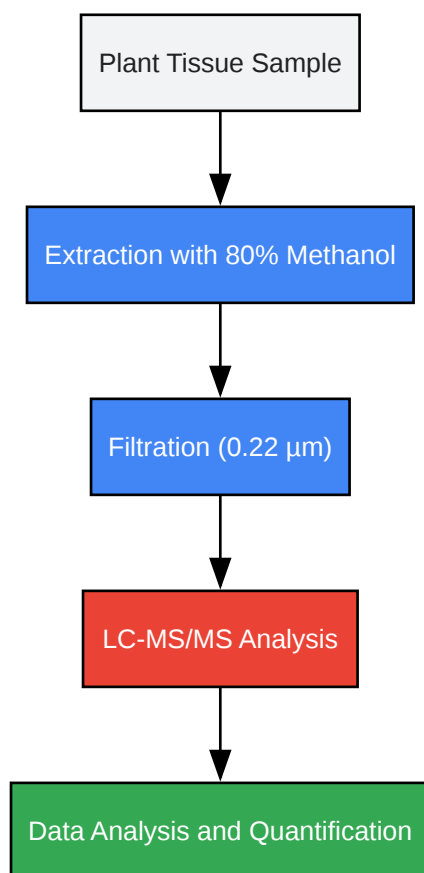 Plant Tissue Sample
Extraction with 80% Methanol
Filtration (0.22 µm)
LC-MS/MS Analysis
Data Analysis and Quantification